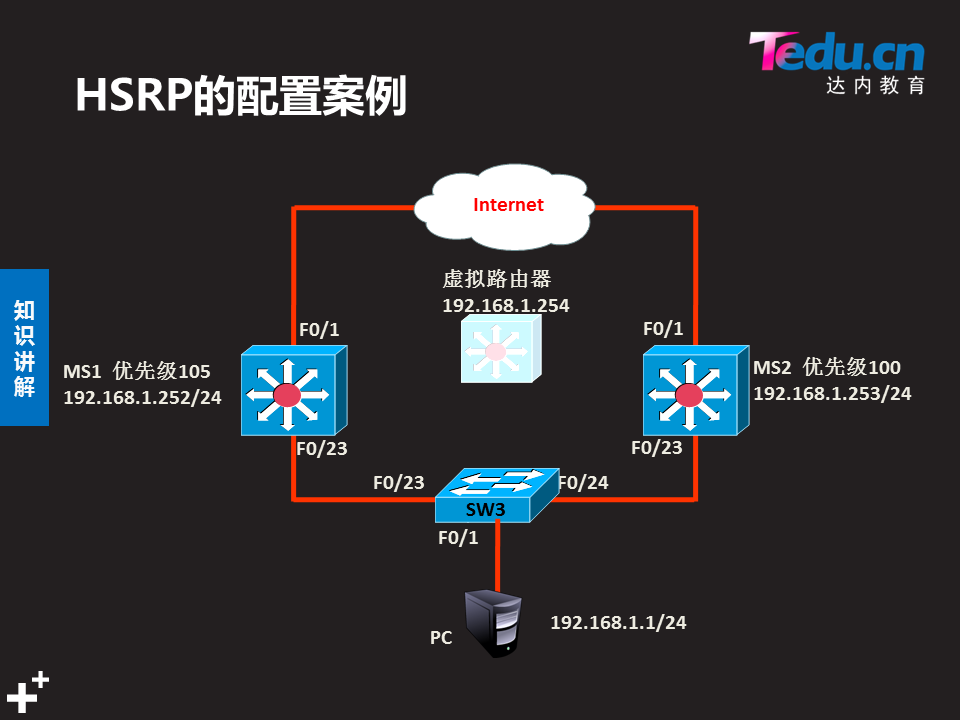 Tedu.cn
达内教育
HSRP的配置案例
知识讲解
Internet
虚拟路由器
192.168.1.254
F0/1
F0/1
MS1 优先级105
192.168.1.252/24
MS2 优先级100
192.168.1.253/24
F0/23
F0/23
F0/23
F0/24
SW3
F0/1
PC
192.168.1.1/24